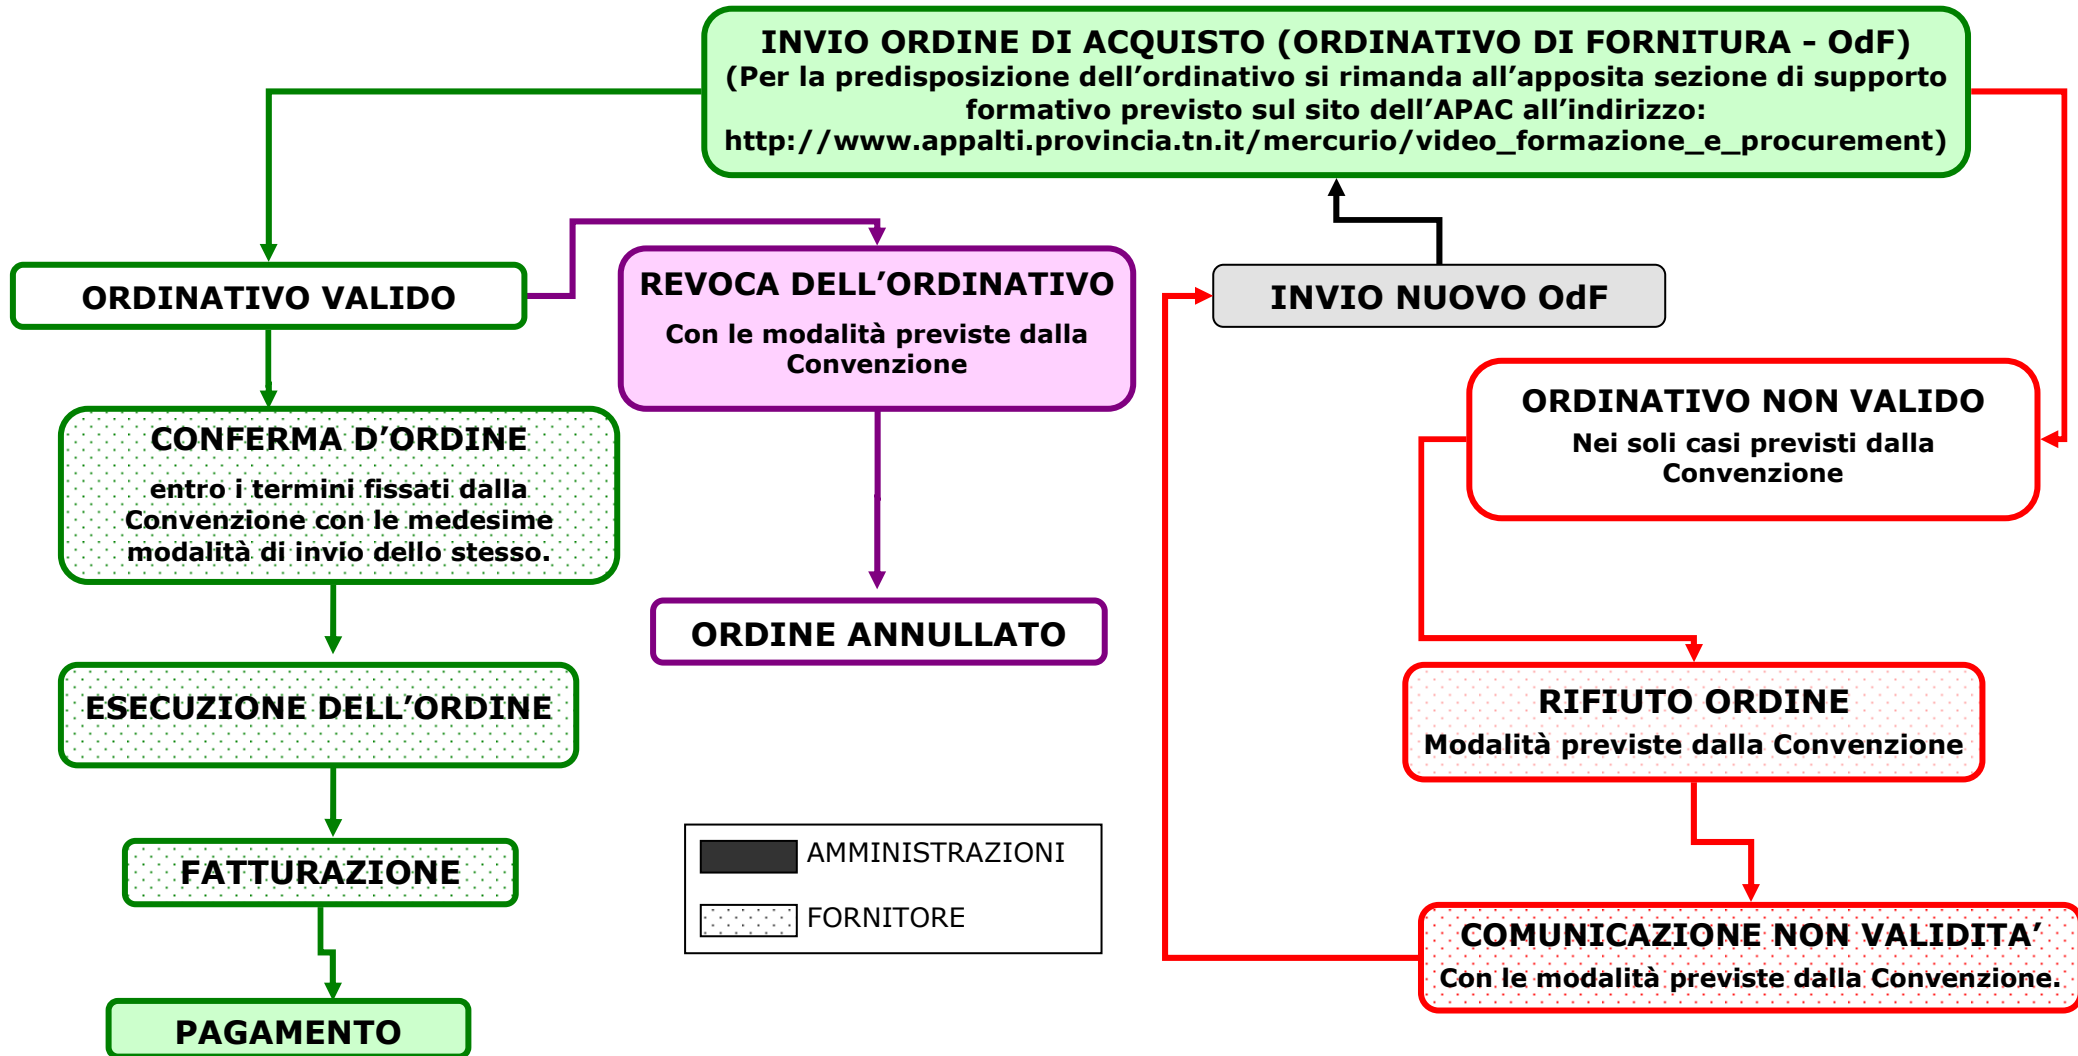 INVIO ORDINE DI ACQUISTO (ORDINATIVO DI FORNITURA - OdF)
(Per la predisposizione dell’ordinativo si rimanda all’apposita sezione di supporto
formativo previsto sul sito dell’APAC all’indirizzo:
http://www.appalti.provincia.tn.it/mercurio/video_formazione_e_procurement)
ORDINATIVO VALIDO
REVOCA DELL’ORDINATIVO
Con le modalità previste dalla
Convenzione
INVIO NUOVO OdF
ORDINATIVO NON VALIDO
Nei soli casi previsti dalla
Convenzione
CONFERMA D’ORDINE
entro i termini fissati dalla
Convenzione con le medesime
modalità di invio dello stesso.
ORDINE ANNULLATO
ESECUZIONE DELL’ORDINE
RIFIUTO ORDINE
Modalità previste dalla Convenzione
FATTURAZIONE
AMMINISTRAZIONI
FORNITORE
COMUNICAZIONE NON VALIDITA’
Con le modalità previste dalla Convenzione.
PAGAMENTO